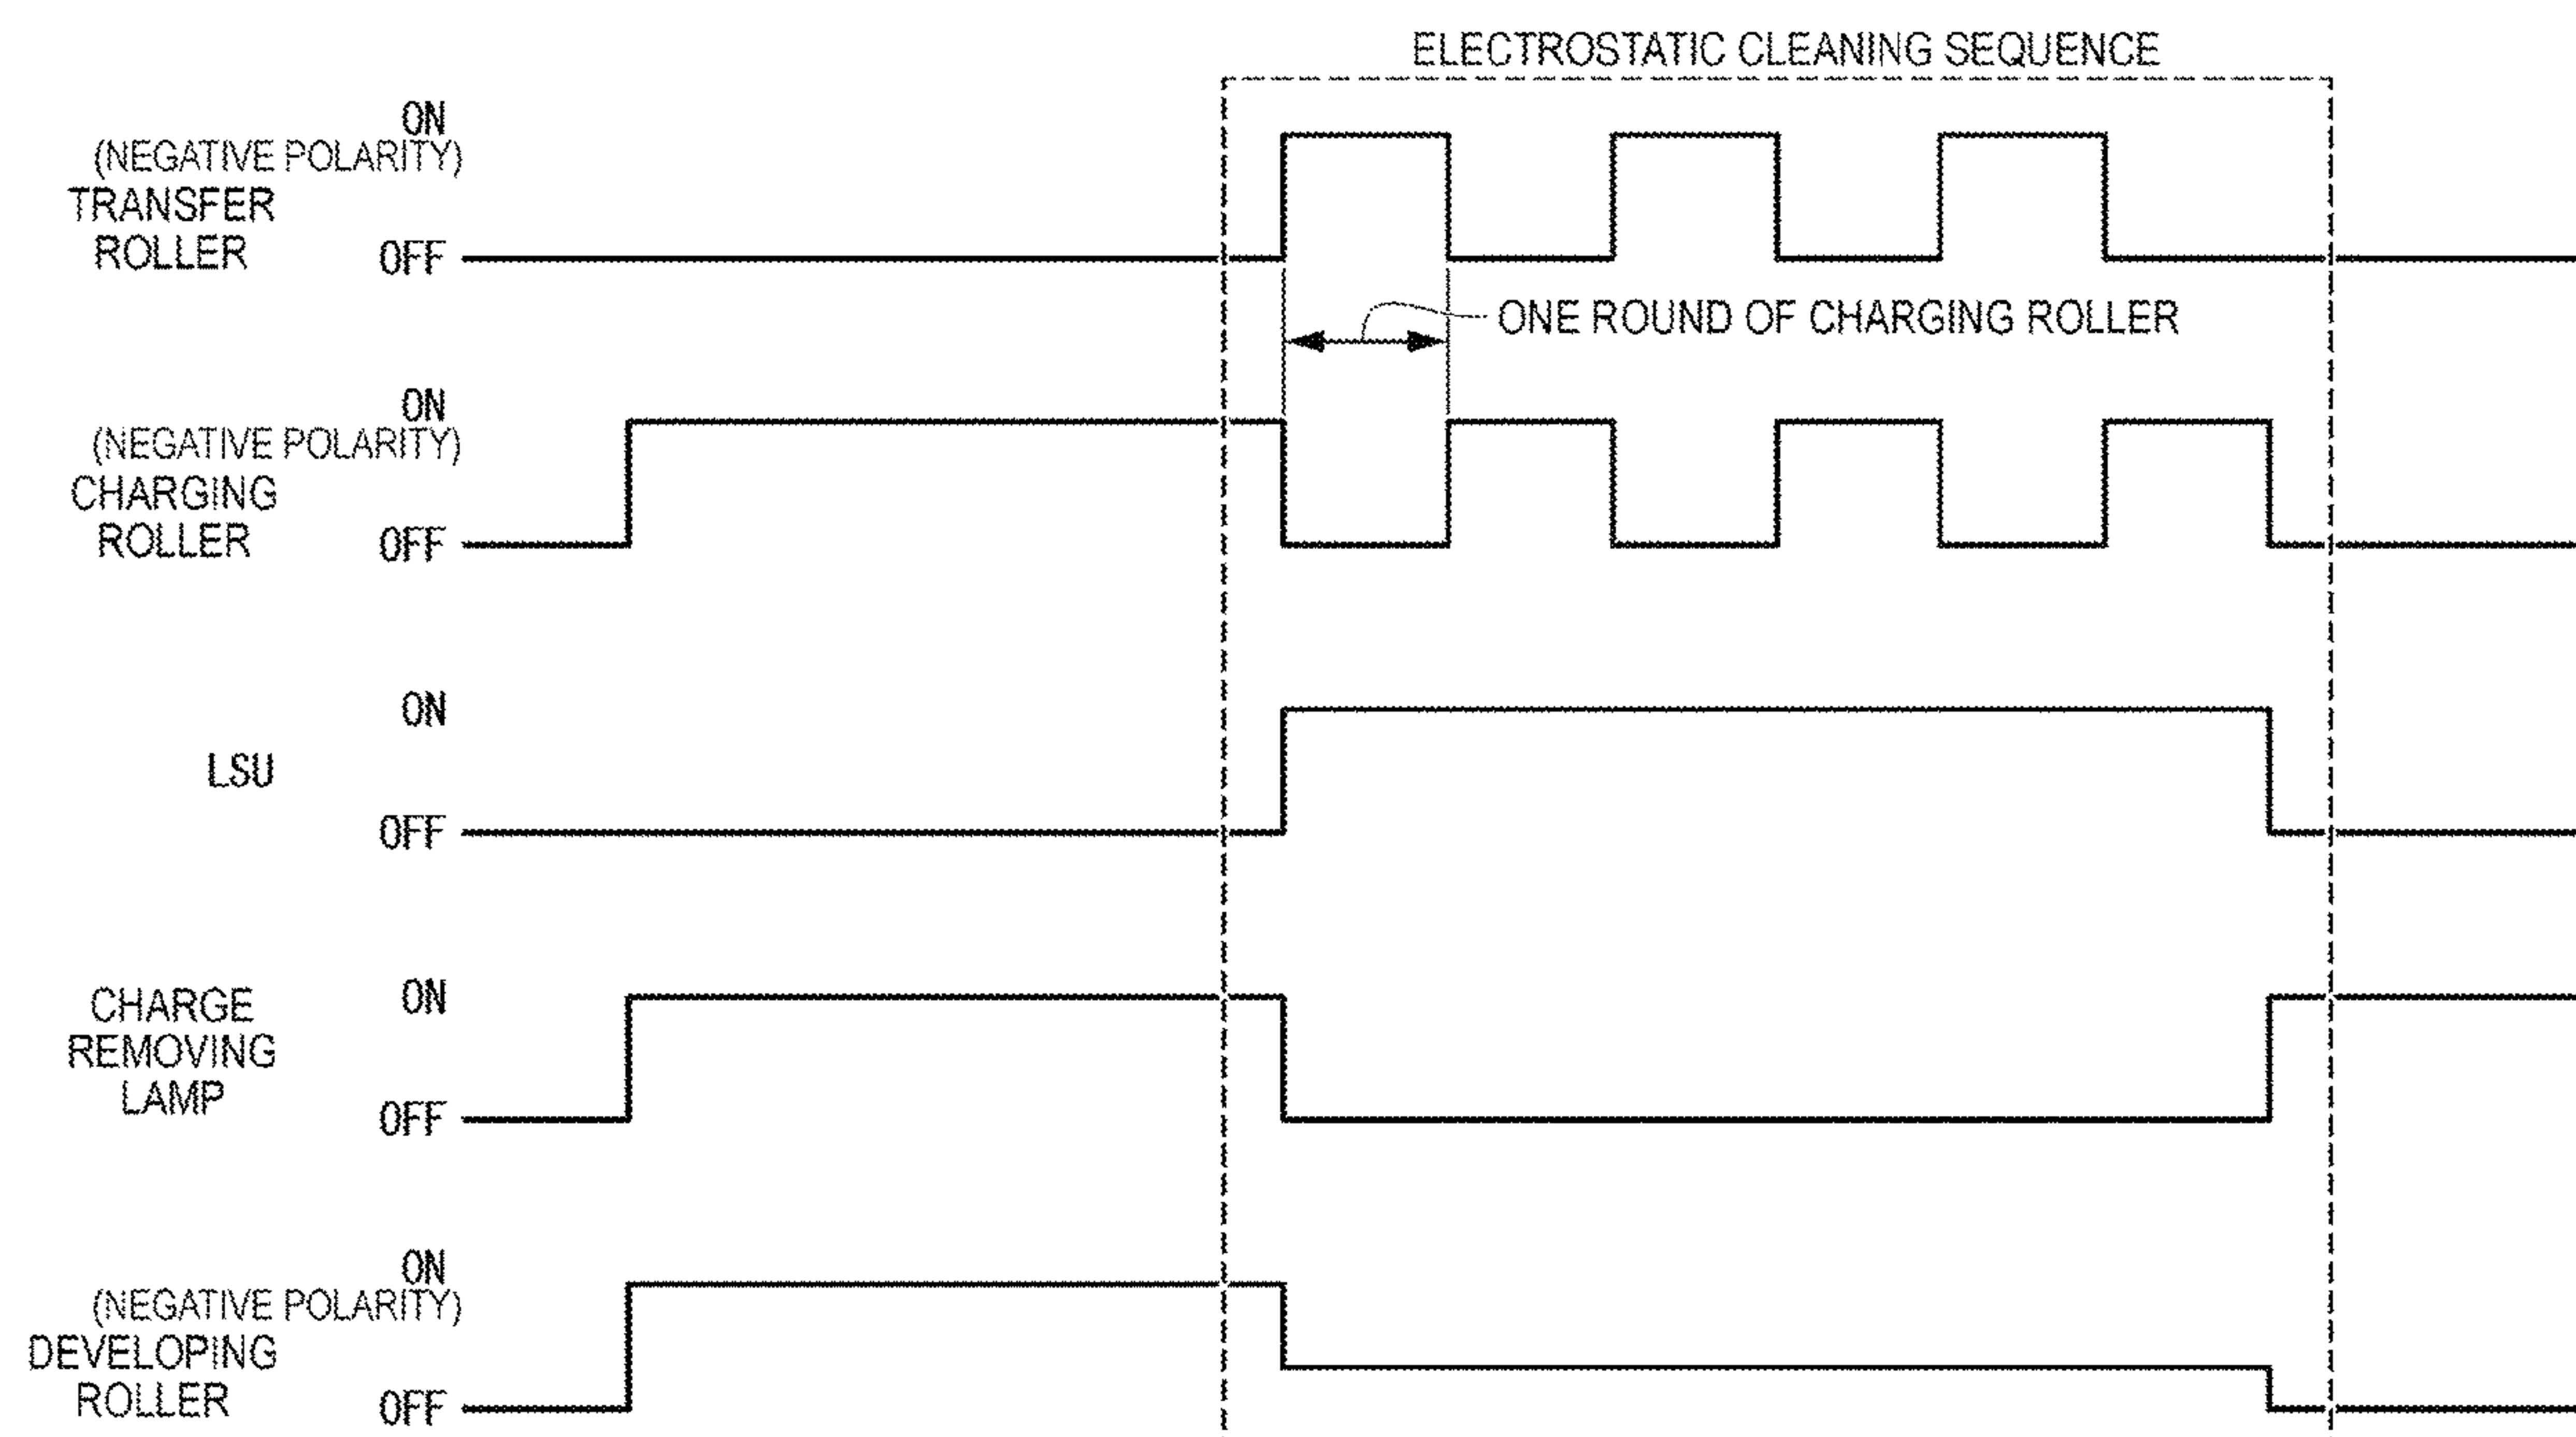 ELECTROSTATIC CLEANING SEQUENCE
ON
(NEGATIVE POLARITY)
TRANSFER
ROLLER
OFF
ONE ROUND OF CHARGING ROLLER
ON
(NEGATIVE POLARITY)
CHARGING
ROLLER
OFF
ON
LSU
OFF
ON
CHARGE
REMOVING
LAMP
OFF
ON
(NEGATIVE POLARITY)
DEVELOPING
ROLLER
OFF